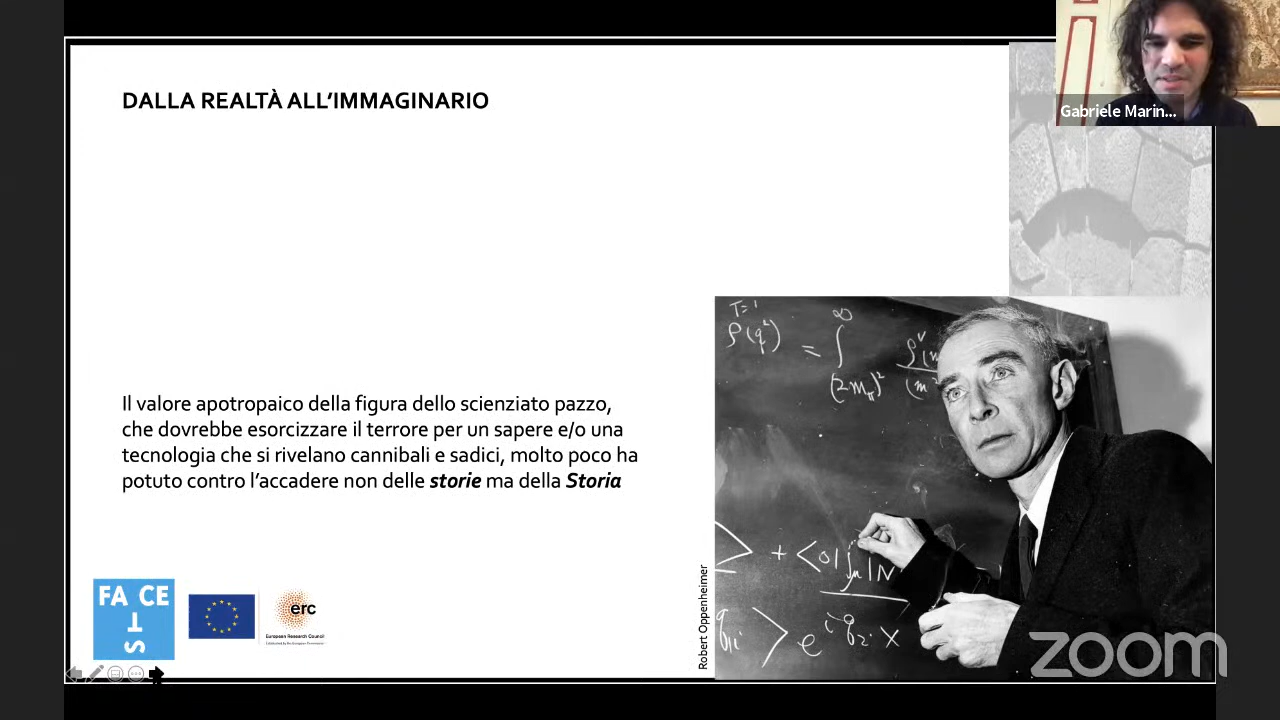 DALLA REALTÀ ALL'IMMAGINARIO
Gabriele Marin...
Il valore apotropaico della figura dello scienziato pazzo,
che dovrebbe esorcizzare il terrore per un sapere e/o una
tecnologia che si rivelano cannibali e sadici, molto poco ha
potuto contro l'accadere non delle storie ma della Storia
Robert Oppenheimer
FA CE
T
S
erc
European Research Council
zoom